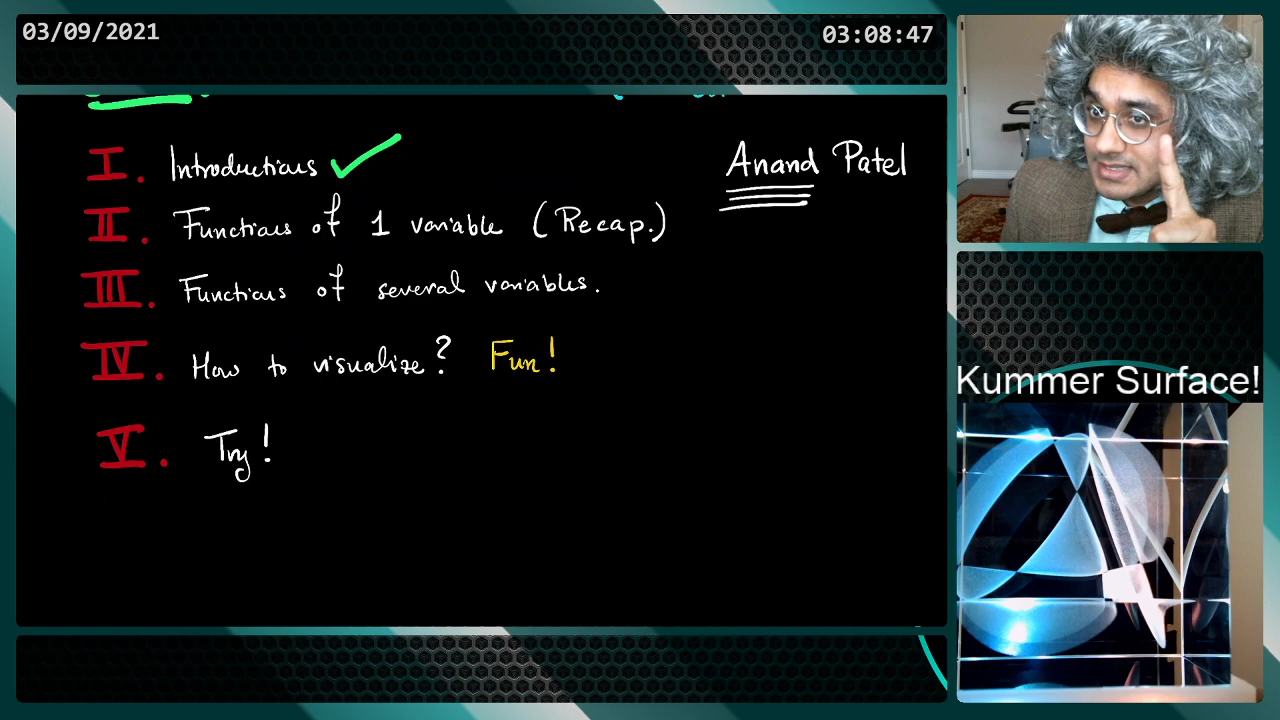 03/09/2021
03:08:47
I. Introductions
Anand Patel
II. Functions of 1 variable (Recap.)
III. Functions of several variables.
IV. How to visualize? Fun!
V. Try!
Kummer Surface!